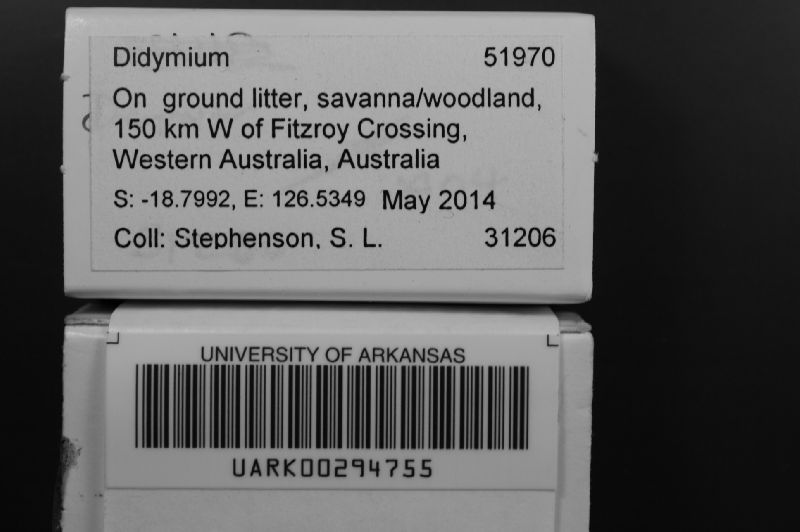 Didymium 51970
On ground litter, savanna/woodland,
150 km W of Fitzroy Crossing,
Western Australia, Australia
S: -18.7992, E: 126.5349 May 2014
Coll: Stephenson, S. L. 31206
UNIVERSITY OF ARKANSAS
UARK00294755